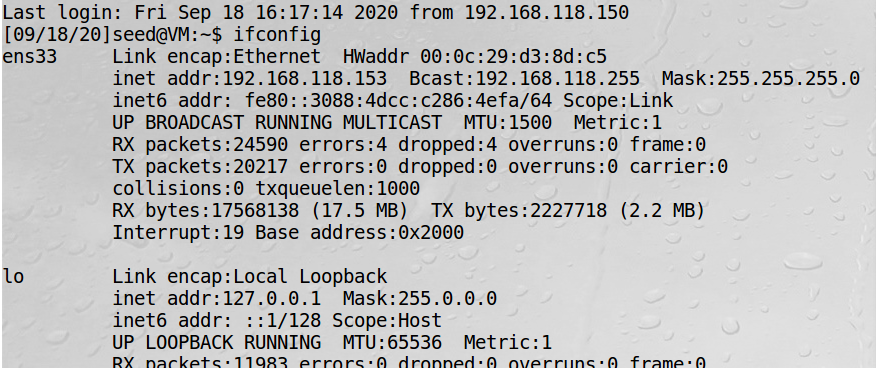 Last login: Fri Sep 18 16:17:14 2020 from 192.168.118.150
[09/18/20]seed@VM:~$ ifconfig
ens33     Link encap:Ethernet  HWaddr 00:0c:29:d3:8d:c5
          inet addr:192.168.118.153  Bcast:192.168.118.255  Mask:255.255.255.0
          inet6 addr: fe80::3088:4dcc:c286:4efa/64 Scope:Link
          UP BROADCAST RUNNING MULTICAST  MTU:1500  Metric:1
          RX packets:24590 errors:4 dropped:4 overruns:0 frame:0
          TX packets:20217 errors:0 dropped:0 overruns:0 carrier:0
          collisions:0 txqueuelen:1000
          RX bytes:17568138 (17.5 MB)  TX bytes:2227718 (2.2 MB)
          Interrupt:19 Base address:0x2000
lo        Link encap:Local Loopback
          inet addr:127.0.0.1  Mask:255.0.0.0
          inet6 addr: ::1/128 Scope:Host
          UP LOOPBACK RUNNING  MTU:65536  Metric:1
          RX packets:11983 errors:0 dropped:0 overruns:0 frame:0